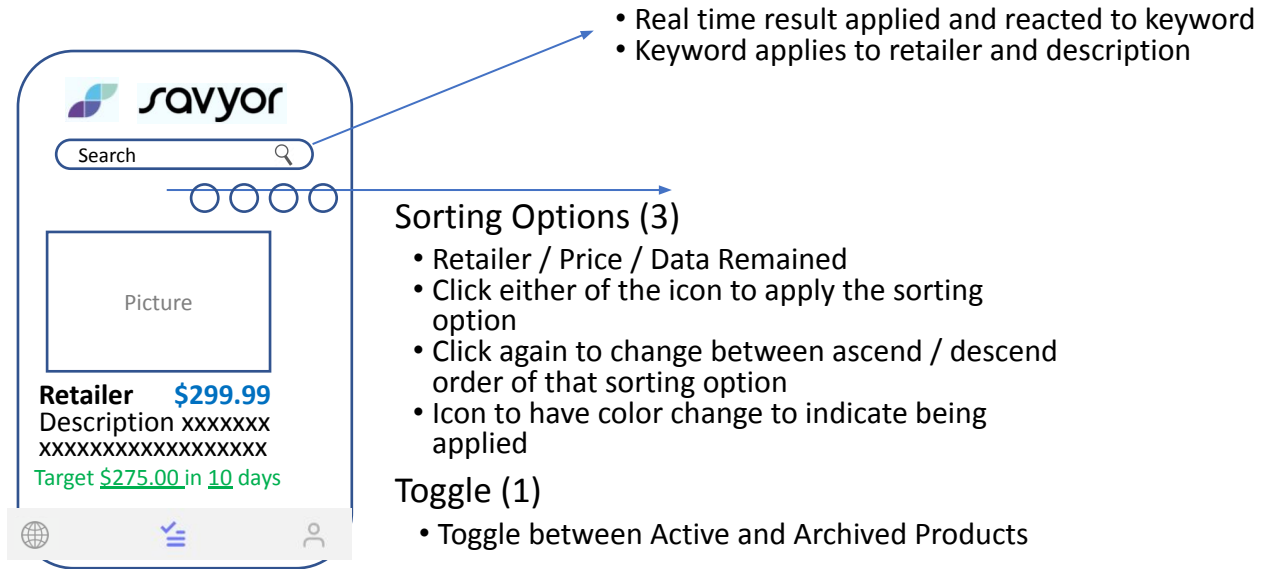 • Real time result applied and reacted to keyword
• Keyword applies to retailer and description
savyor
Search
Sorting Options (3)
• Retailer / Price / Data Remained
• Click either of the icon to apply the sorting
option
• Click again to change between ascend / descend
order of that sorting option
• Icon to have color change to indicate being
applied
Toggle (1)
• Toggle between Active and Archived Products
Picture
Retailer $299.99
Description xxxxxxx
xxxxxxxxxxxxxxxxxx
Target $275.00 in 10 days